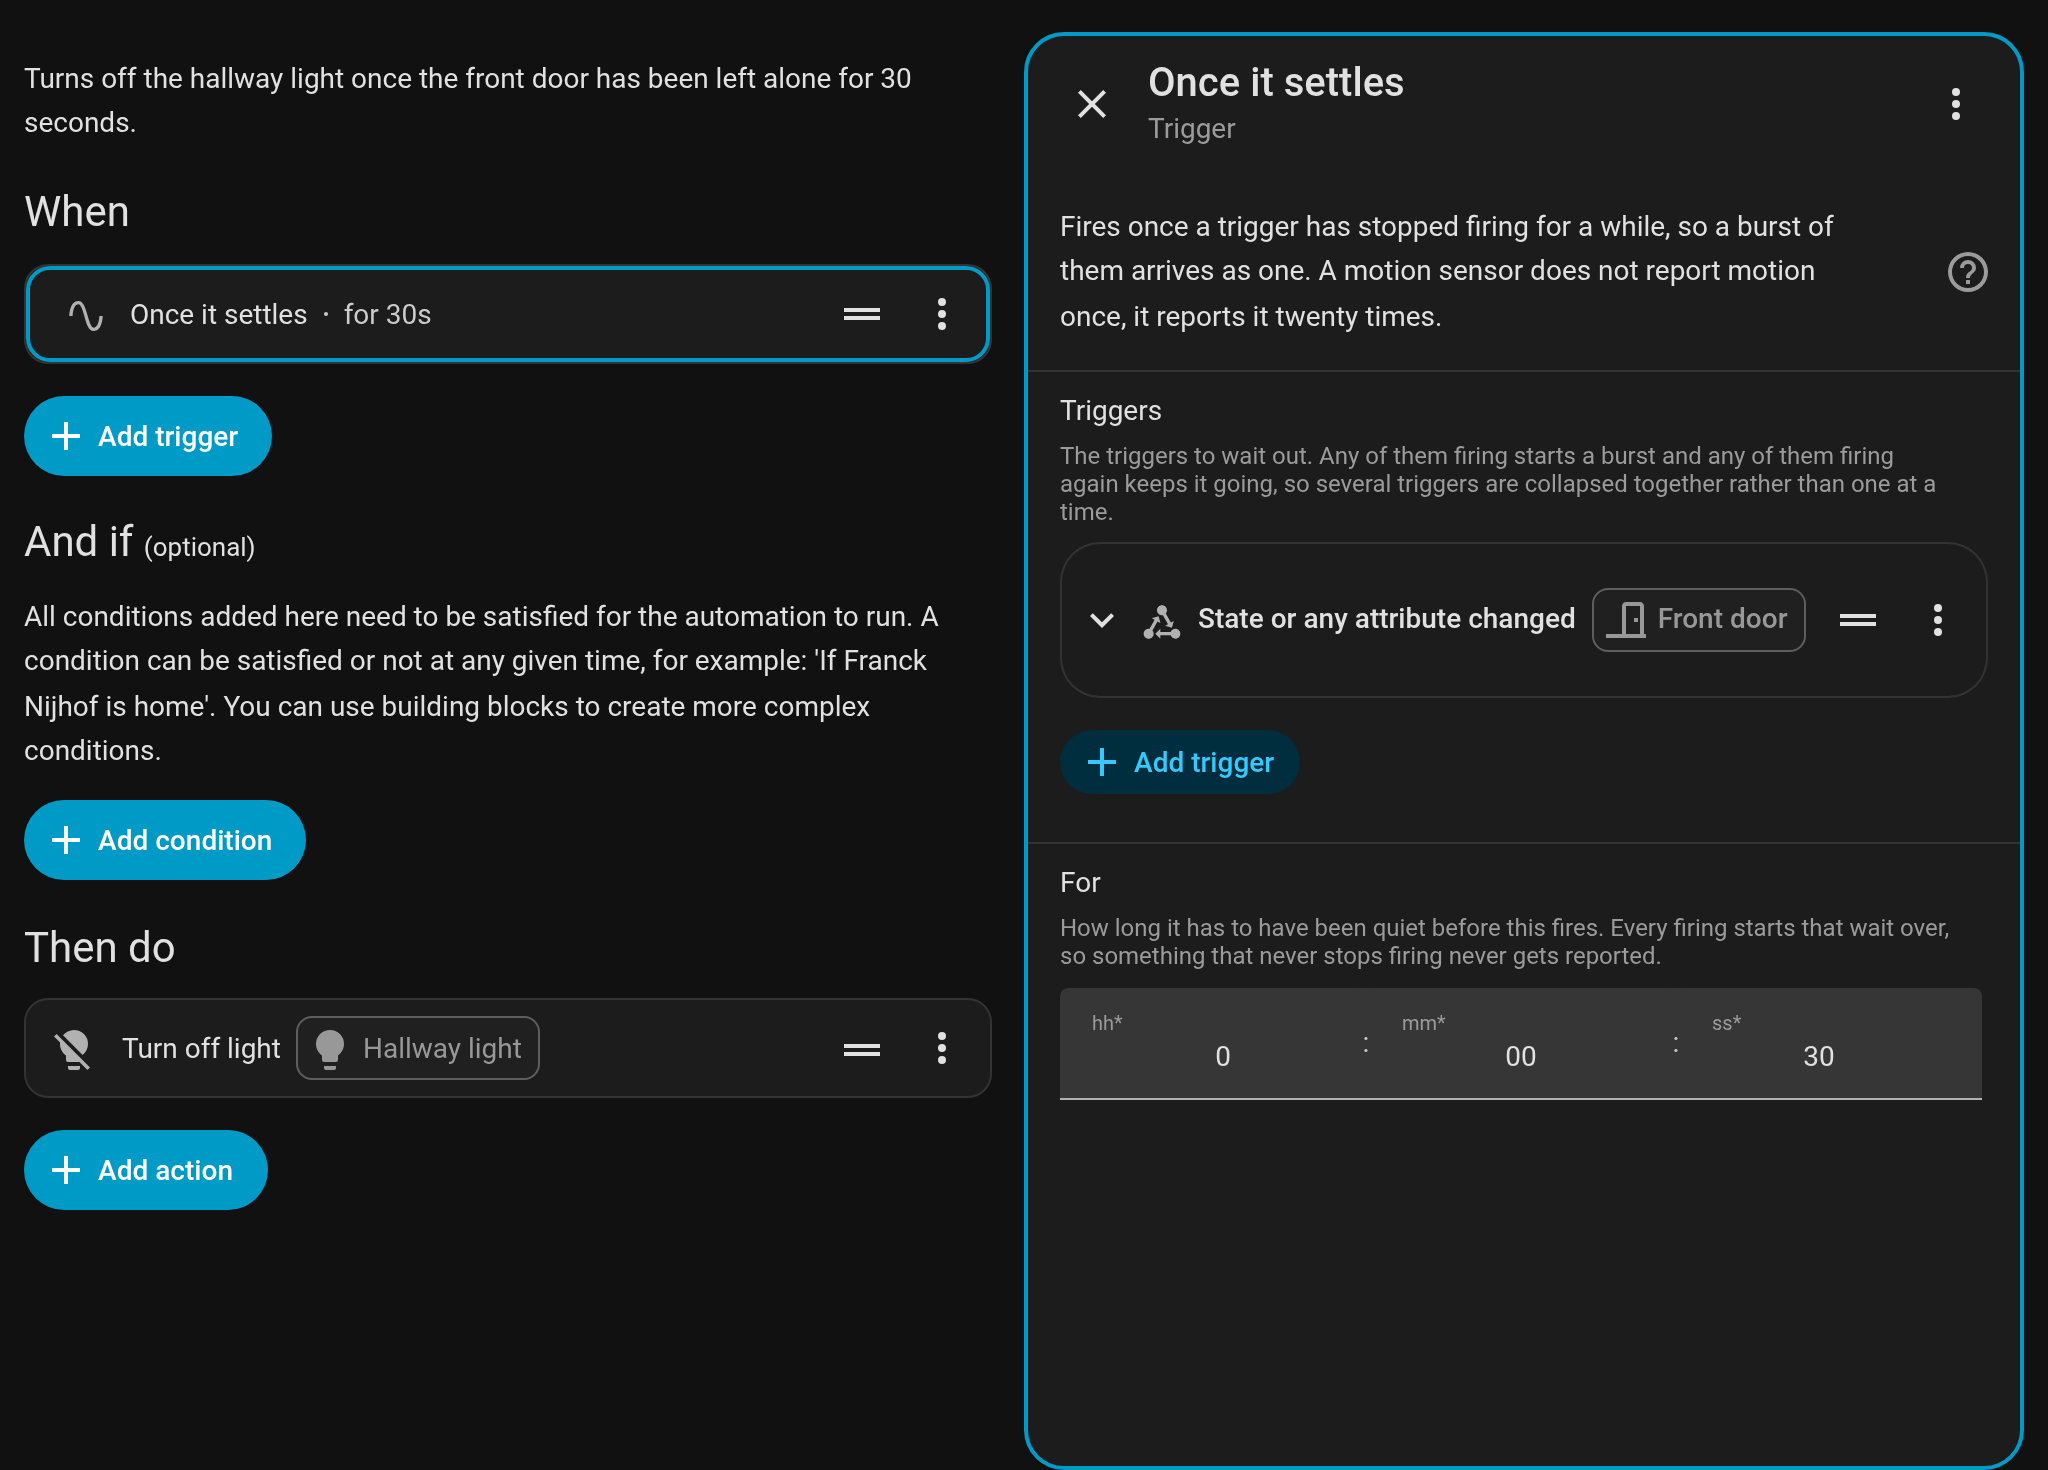 Turns off the hallway light once the front door has been left alone for 30
seconds.
When
Once it settles · for 30s
Add trigger
And if (optional)
All conditions added here need to be satisfied for the automation to run. A
condition can be satisfied or not at any given time, for example: 'If Franck
Nijhof is home'. You can use building blocks to create more complex
conditions.
Add condition
Then do
Turn off light Hallway light
Add action
Once it settles
Trigger
Fires once a trigger has stopped firing for a while, so a burst of
them arrives as one. A motion sensor does not report motion
once, it reports it twenty times.
Triggers
The triggers to wait out. Any of them firing starts a burst and any of them firing
again keeps it going, so several triggers are collapsed together rather than one at a
time.
State or any attribute changed Front door
Add trigger
For
How long it has to have been quiet before this fires. Every firing starts that wait over,
so something that never stops firing never gets reported.
hh* mm* ss*
0 : 00 : 30